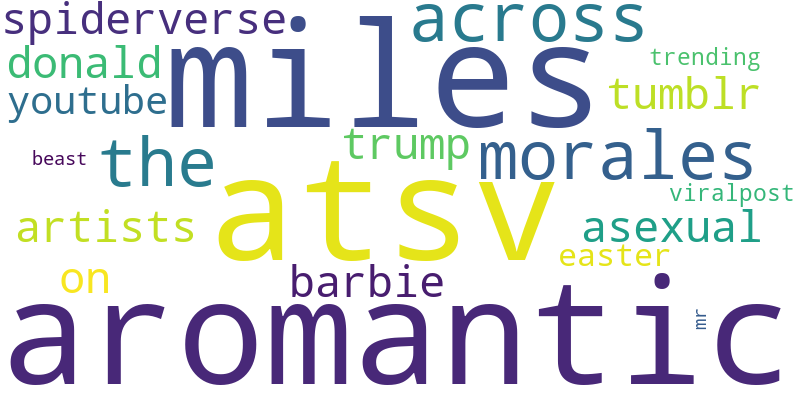 spiderverse
miles
across
donald
trending
youtube
tumblr
trump
morales
beast
the
atsv
viralpost
artists
asexual
easter
on
barbie
aromantic
mr